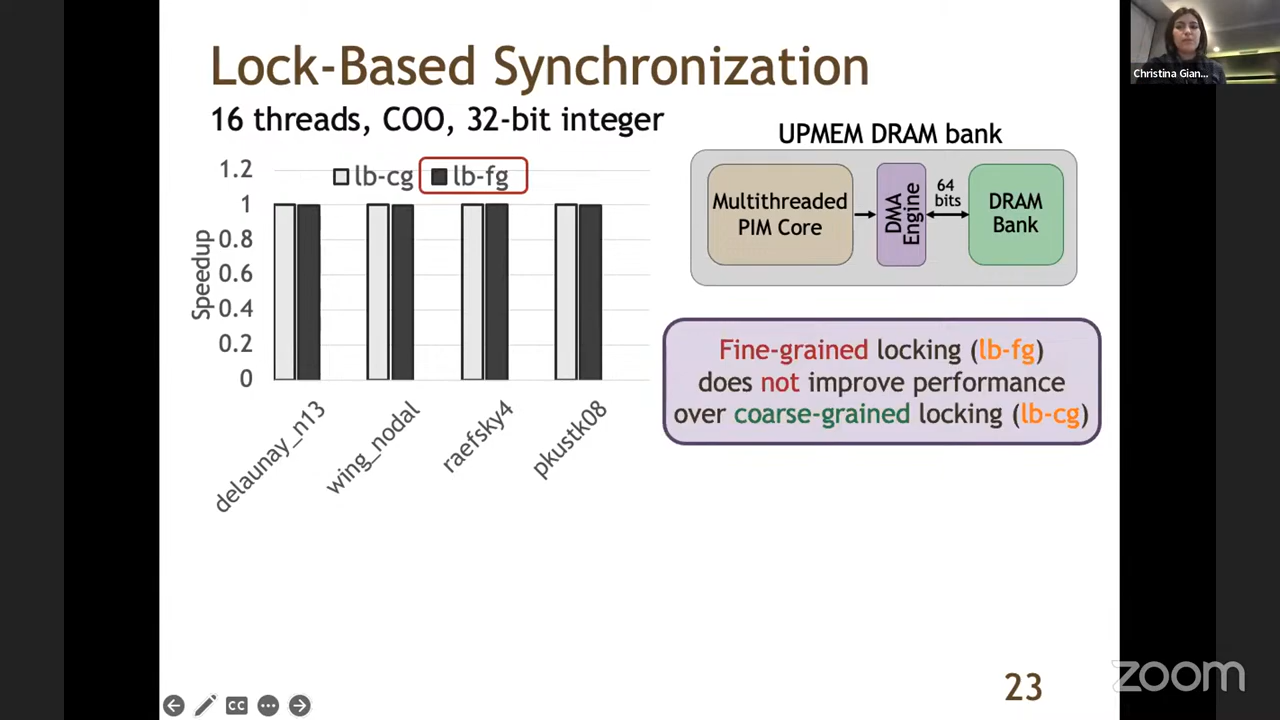 Lock-Based Synchronization
16 threads, COO, 32-bit integer
lb-cg lb-fg
Speedup
1.2
1
0.8
0.6
0.4
0.2
0
delaunay_n13
wing_nodal
raefsky4
pkustk08
UPMEM DRAM bank
Multithreaded
PIM Core
DMA
Engine
64
bits
DRAM
Bank
Fine-grained locking (lb-fg)
does not improve performance
over coarse-grained locking (lb-cg)
23
CC
Christina Gian...
zoom